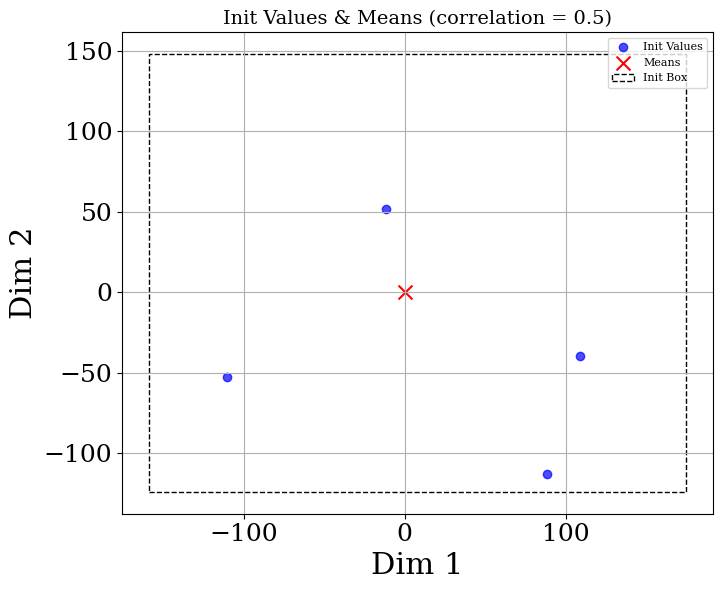 Init Values & Means (correlation = 0.5)
Init Values
Means
Init Box
150
100
50
0
−50
−100
Dim 2
−100 0 100
Dim 1